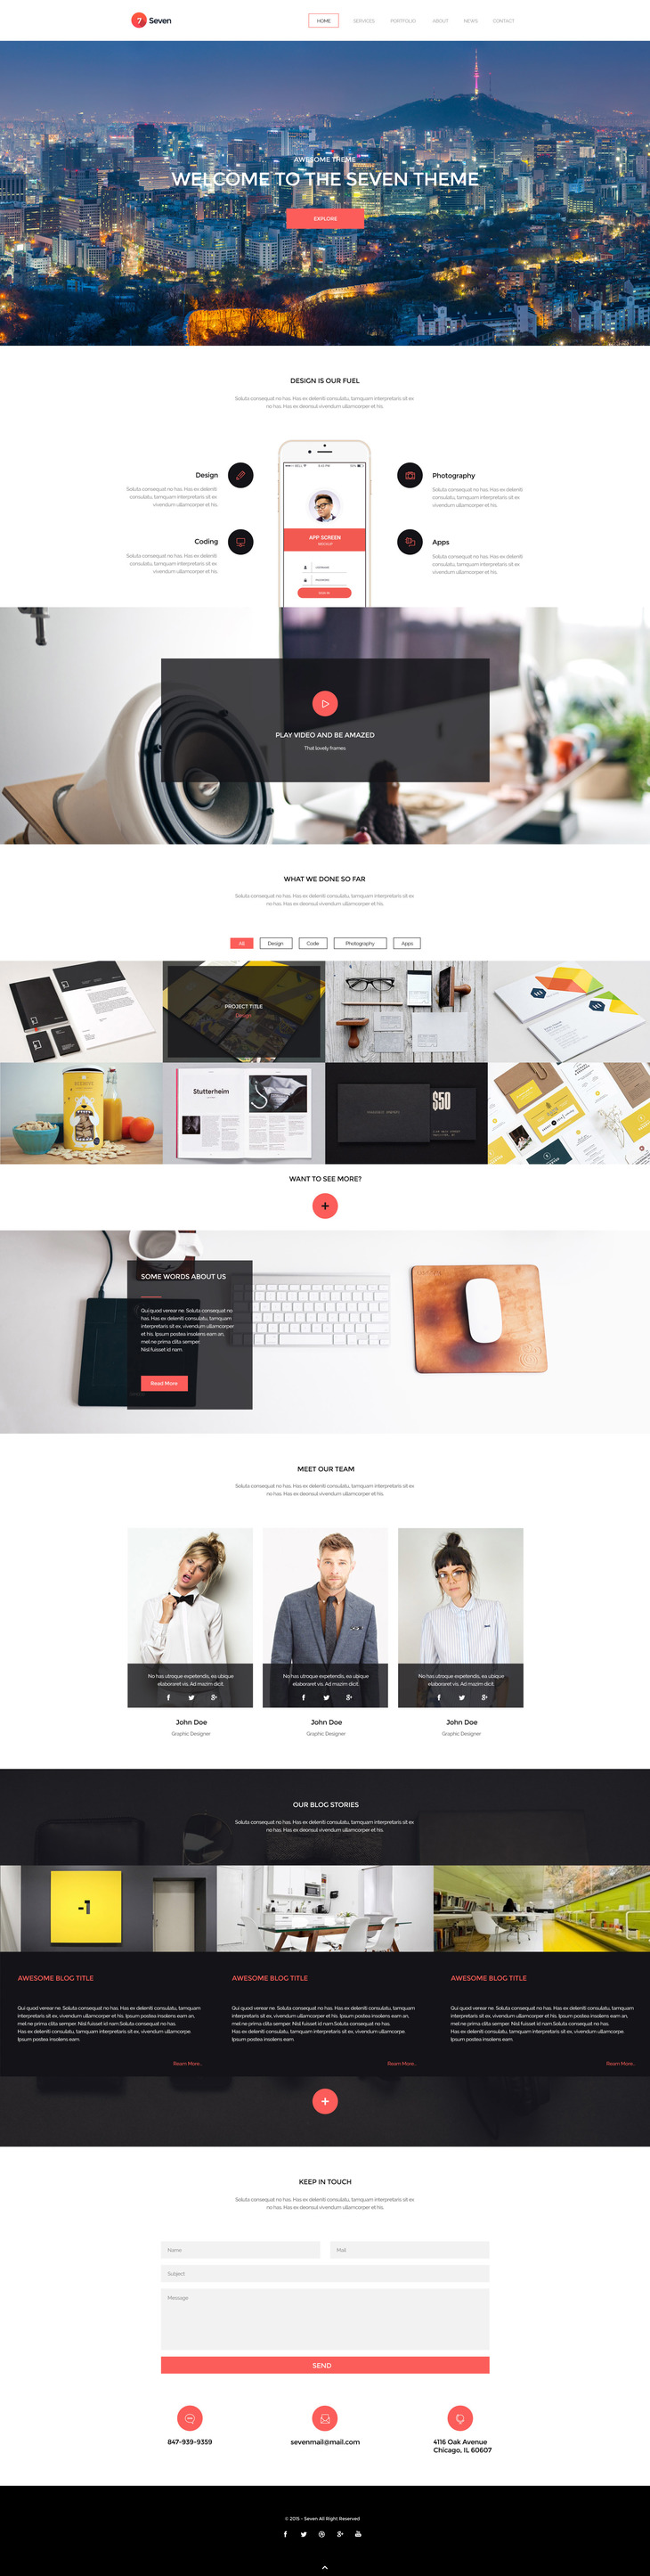 7 Seven
HOME SERVICES PORTFOLIO ABOUT NEWS CONTACT
AWESOME THEME
WELCOME TO THE SEVEN THEME
EXPLORE
DESIGN IS OUR FUEL
Soluta consequat no has. Has ex deleniti consulatu, tamquam interpretaris sit ex
no has. Has ex deonsul vivendum ullamcorper et his.
Design
Soluta consequat no has. Has ex deleniti
consulatu, tamquam interpretaris sit ex
vivendum ullamcorper et his.
Coding
Soluta consequat no has. Has ex deleniti
consulatu, tamquam interpretaris sit ex
vivendum ullamcorper et his.
APP SCREEN
MOCKUP
USERNAME
PASSWORD
SIGN IN
Photography
Soluta consequat no has. Has ex deleniti
consulatu, tamquam interpretaris sit ex
vivendum ullamcorper et his.
Apps
Soluta consequat no has. Has ex deleniti
consulatu, tamquam interpretaris sit ex
vivendum ullamcorper et his.
PLAY VIDEO AND BE AMAZED
That lovely frames
WHAT WE DONE SO FAR
Soluta consequat no has. Has ex deleniti consulatu, tamquam interpretaris sit ex
no has. Has ex deonsul vivendum ullamcorper et his.
All Design Code Photography Apps
PROJECT TITLE
Design
Stutterheim
$50
WANT TO SEE MORE?
SOME WORDS ABOUT US
Qui quod verear ne. Soluta consequat no
has. Has ex deleniti consulatu, tamquam
interpretaris sit ex, vivendum ullamcorper
et his. Ipsum postea insolens eam an,
mel ne prima clita semper.
Nisl fuisset id nam.
Read More
MEET OUR TEAM
Soluta consequat no has. Has ex deleniti consulatu, tamquam interpretaris sit ex
no has. Has ex deonsul vivendum ullamcorper et his.
No has utroque expetendis, ea ubique
elaboraret vis. Ad mazim dicit.
John Doe
Graphic Designer
No has utroque expetendis, ea ubique
elaboraret vis. Ad mazim dicit.
John Doe
Graphic Designer
No has utroque expetendis, ea ubique
elaboraret vis. Ad mazim dicit.
John Doe
Graphic Designer
OUR BLOG STORIES
Soluta consequat no has. Has ex deleniti consulatu, tamquam interpretaris sit ex
no has. Has ex deonsul vivendum ullamcorper et his.
-1
AWESOME BLOG TITLE
Qui quod verear ne. Soluta consequat no has. Has ex deleniti consulatu, tamquam
interpretaris sit ex, vivendum ullamcorper et his. Ipsum postea insolens eam an,
mel ne prima clita semper. Nisl fuisset id nam.Soluta consequat no has.
Has ex deleniti consulatu, tamquam interpretaris sit ex, vivendum ullamcorpe.
Ipsum postea insolens eam.
Ream More..
AWESOME BLOG TITLE
Qui quod verear ne. Soluta consequat no has. Has ex deleniti consulatu, tamquam
interpretaris sit ex, vivendum ullamcorper et his. Ipsum postea insolens eam an,
mel ne prima clita semper. Nisl fuisset id nam.Soluta consequat no has.
Has ex deleniti consulatu, tamquam interpretaris sit ex, vivendum ullamcorpe.
Ipsum postea insolens eam.
Ream More..
AWESOME BLOG TITLE
Qui quod verear ne. Soluta consequat no has. Has ex deleniti consulatu, tamquam
interpretaris sit ex, vivendum ullamcorper et his. Ipsum postea insolens eam an,
mel ne prima clita semper. Nisl fuisset id nam.Soluta consequat no has.
Has ex deleniti consulatu, tamquam interpretaris sit ex, vivendum ullamcorpe.
Ipsum postea insolens eam.
Ream More..
KEEP IN TOUCH
Soluta consequat no has. Has ex deleniti consulatu, tamquam interpretaris sit ex
no has. Has ex deonsul vivendum ullamcorper et his.
Name Mail
Subject
Message
SEND
847-939-9359
sevenmail@mail.com
4116 Oak Avenue
Chicago, IL 60607
© 2015 - Seven All Right Reserved